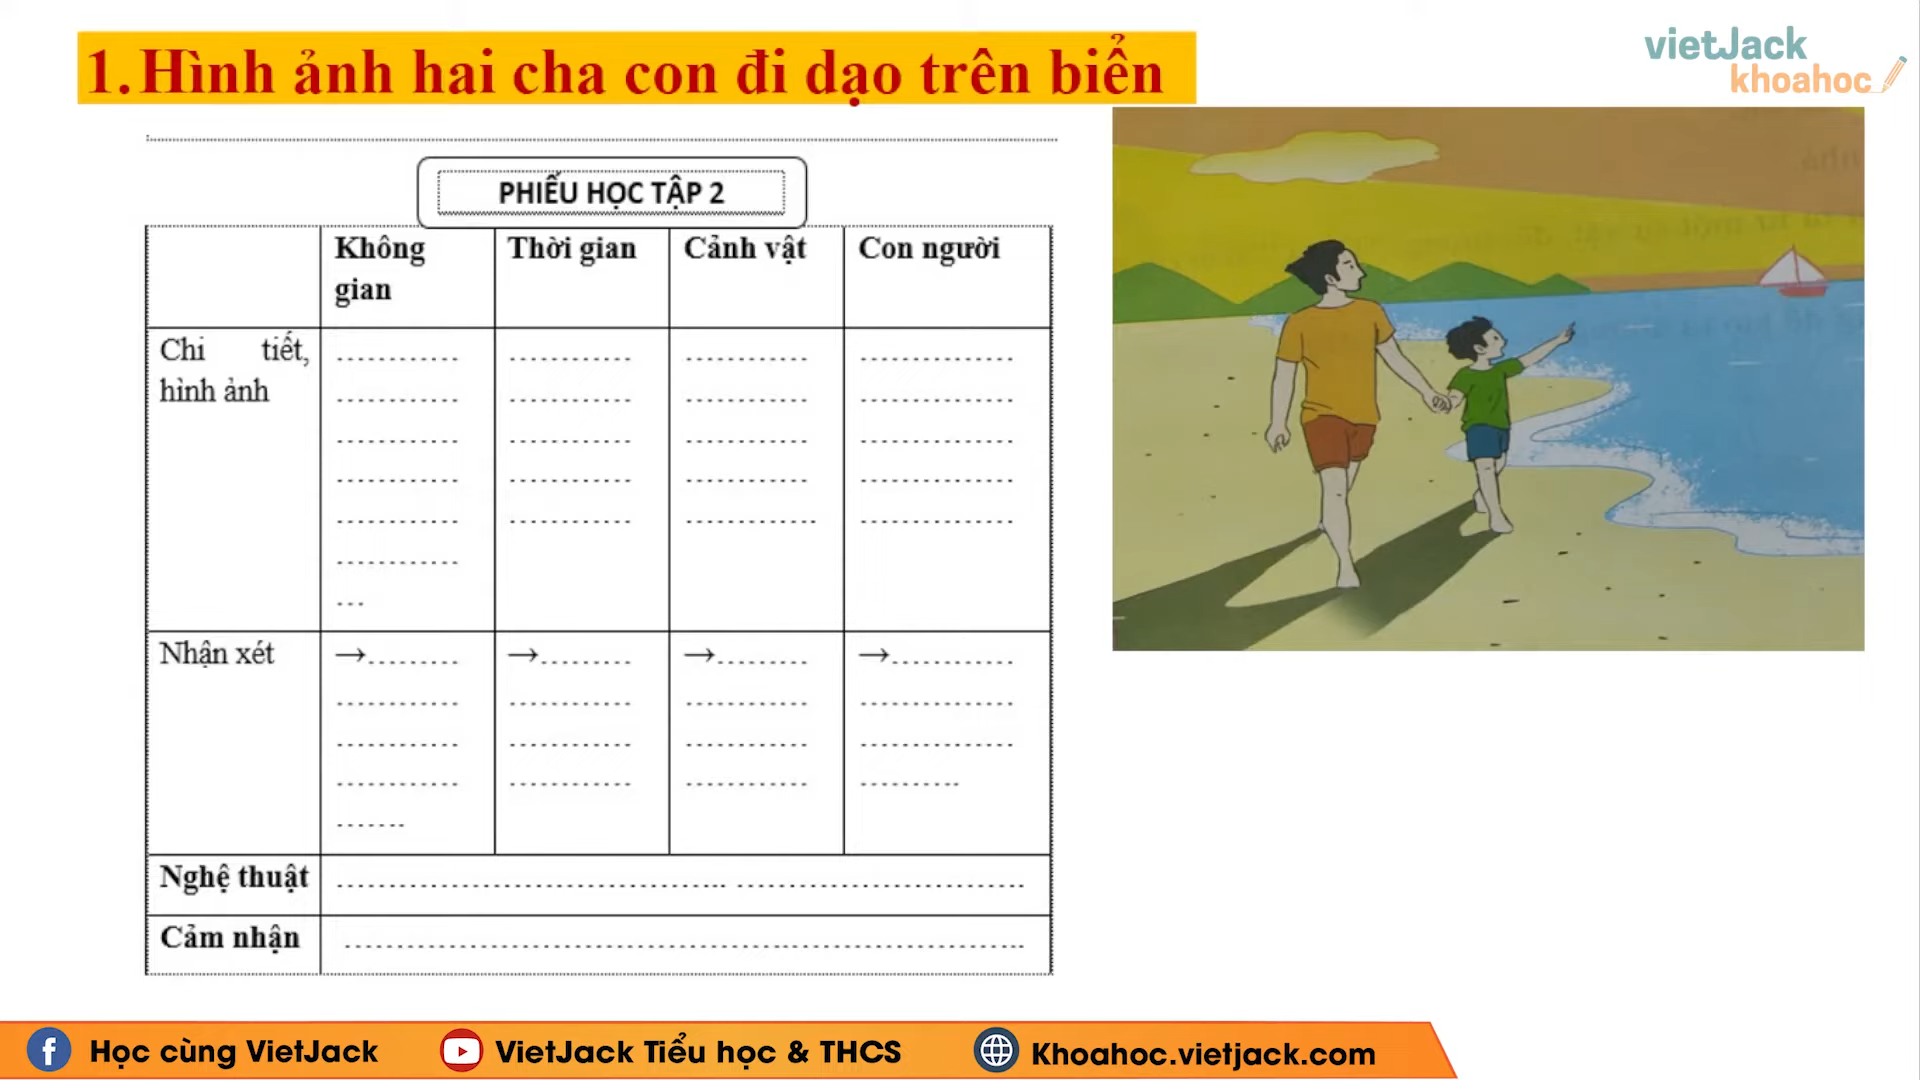 1. Hình ảnh hai cha con đi dạo trên biển
vietJack
khoahoc
PHIẾU HỌC TẬP 2
Không gian
Thời gian
Cảnh vật
Con người
Chi tiết,
hình ảnh
Nhận xét
Nghệ thuật
Cảm nhận
Học cùng VietJack
VietJack Tiểu học & THCS
Khoahoc.vietjack.com